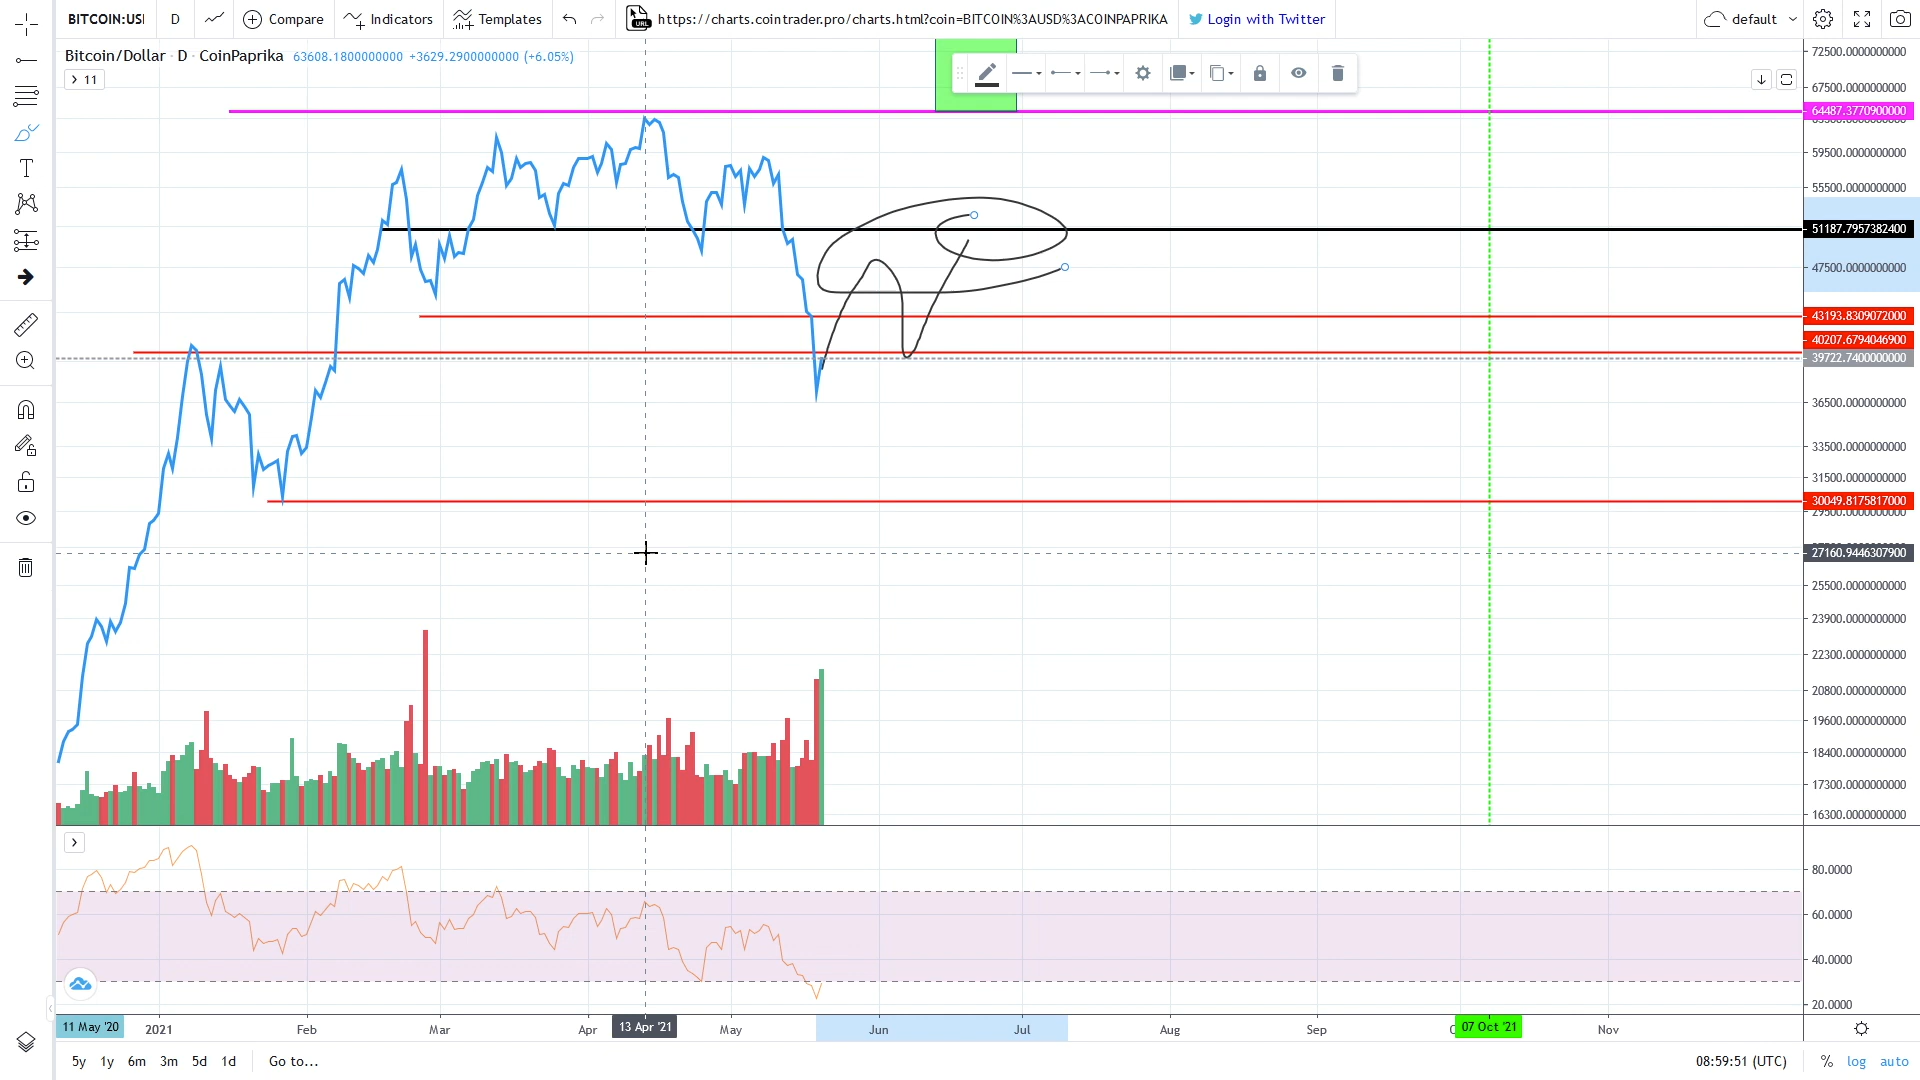 BITCOIN:US
D
Compare
Indicators
Templates
URL
https://charts.cointrader.pro/charts.html?coin=BITCOIN%3AUSD%3ACOINPAPRIKA
Login with Twitter
default
Bitcoin/Dollar · D · CoinPaprika 63608.1800000000 +3629.2900000000 (+6.05%)
11
72500.0000000000
67500.0000000000
64487.3770900000
59500.0000000000
55500.0000000000
51187.7957382400
47500.0000000000
43193.8309072000
40207.6794046900
39722.7400000000
36500.0000000000
33500.0000000000
31500.0000000000
30049.8175817000
29500.0000000000
27160.9446307900
25500.0000000000
23900.0000000000
22300.0000000000
20800.0000000000
19600.0000000000
18400.0000000000
17300.0000000000
16300.0000000000
80.0000
60.0000
40.0000
20.0000
11 May '20
2021
Feb
Mar
Apr
13 Apr '21
May
Jun
Jul
Aug
Sep
07 Oct '21
Nov
5y 1y 6m 3m 5d 1d Go to...
08:59:51 (UTC)
% log auto